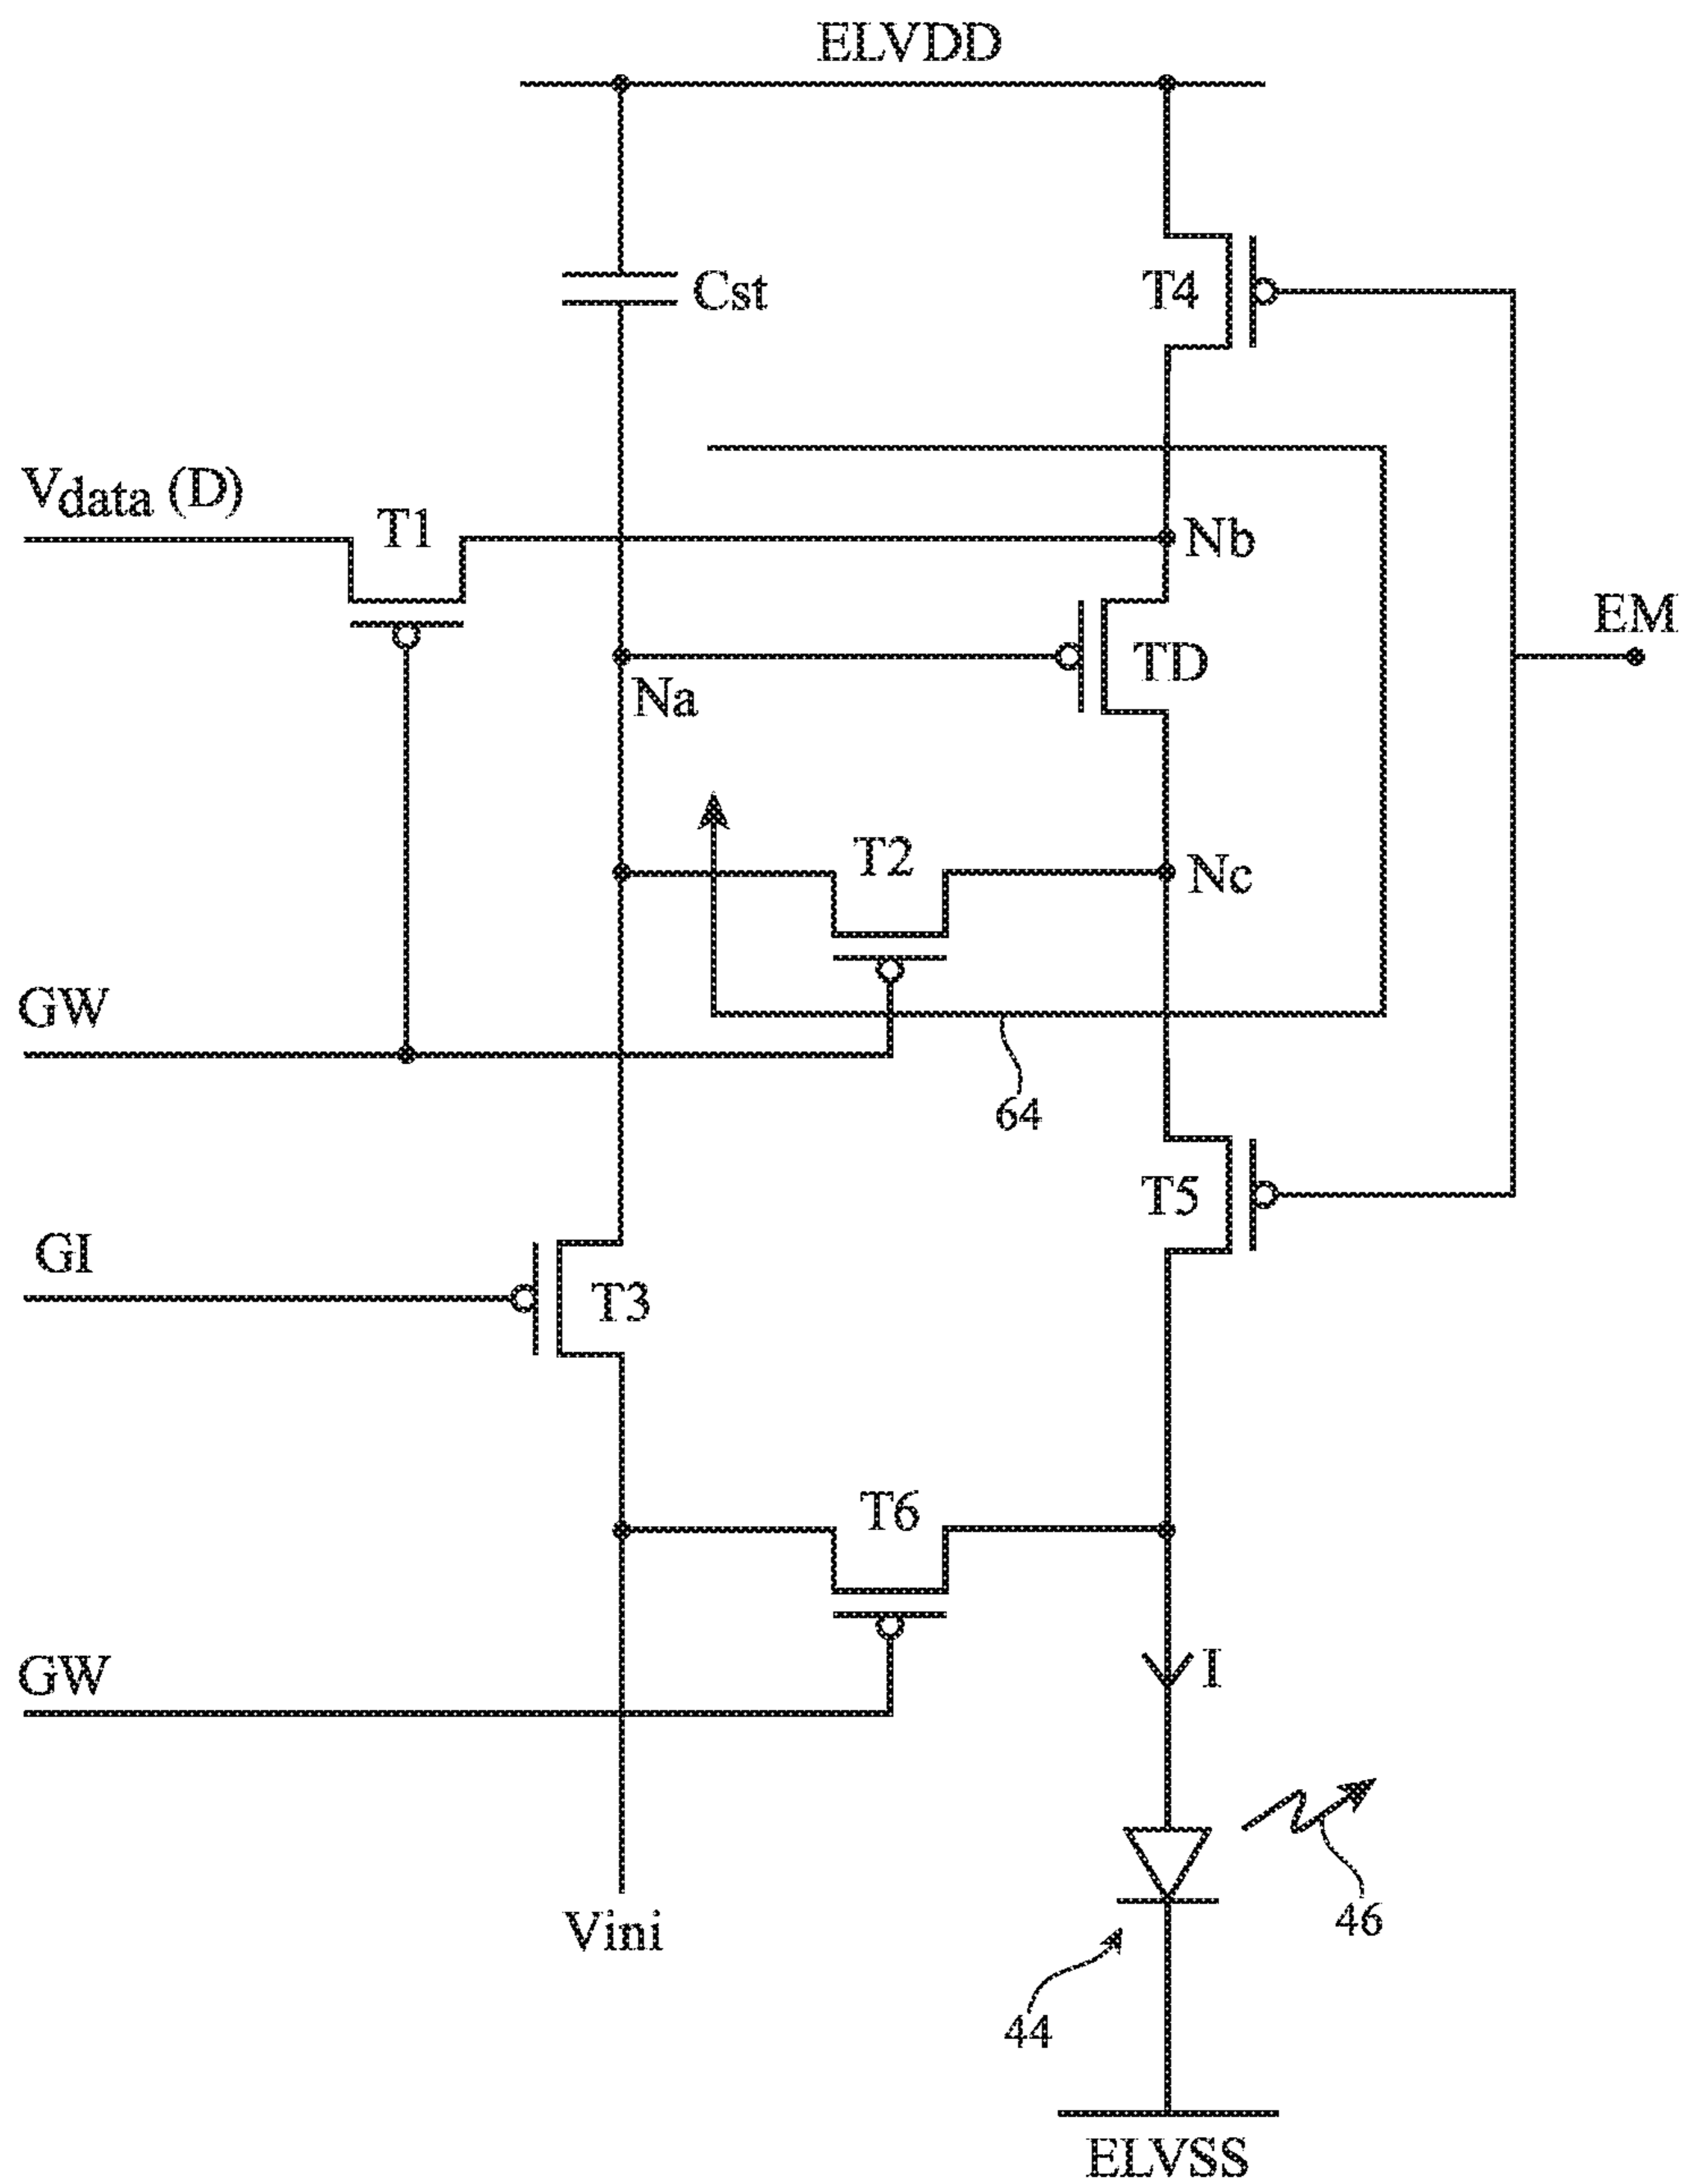 ELVDD
Cst
T4
Vdata (D)
T1
Nb
EM
TD
Na
T2
Nc
GW
64
T5
GI
T3
T6
GW
I
46
Vini
44
ELVSS